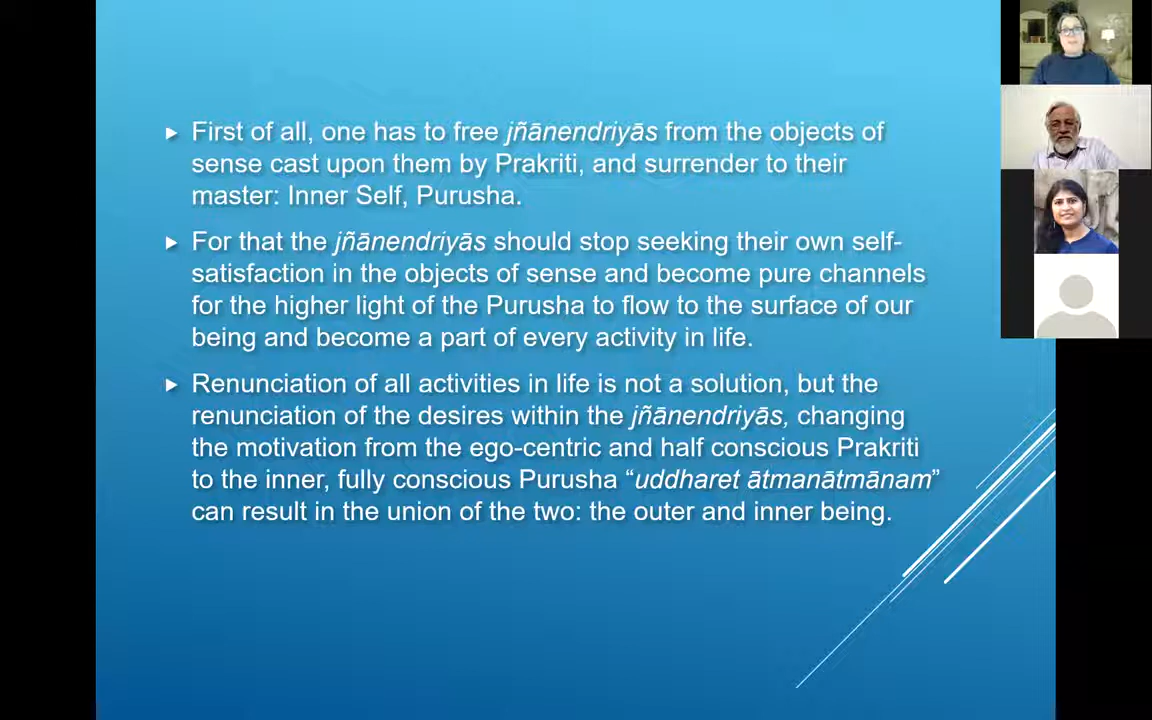 First of all, one has to free jñānendriyās from the objects of
sense cast upon them by Prakriti, and surrender to their
master: Inner Self, Purusha.
For that the jñānendriyās should stop seeking their own self-
satisfaction in the objects of sense and become pure channels
for the higher light of the Purusha to flow to the surface of our
being and become a part of every activity in life.
Renunciation of all activities in life is not a solution, but the
renunciation of the desires within the jñānendriyās, changing
the motivation from the ego-centric and half conscious Prakriti
to the inner, fully conscious Purusha “uddharet ātmanātmānam”
can result in the union of the two: the outer and inner being.